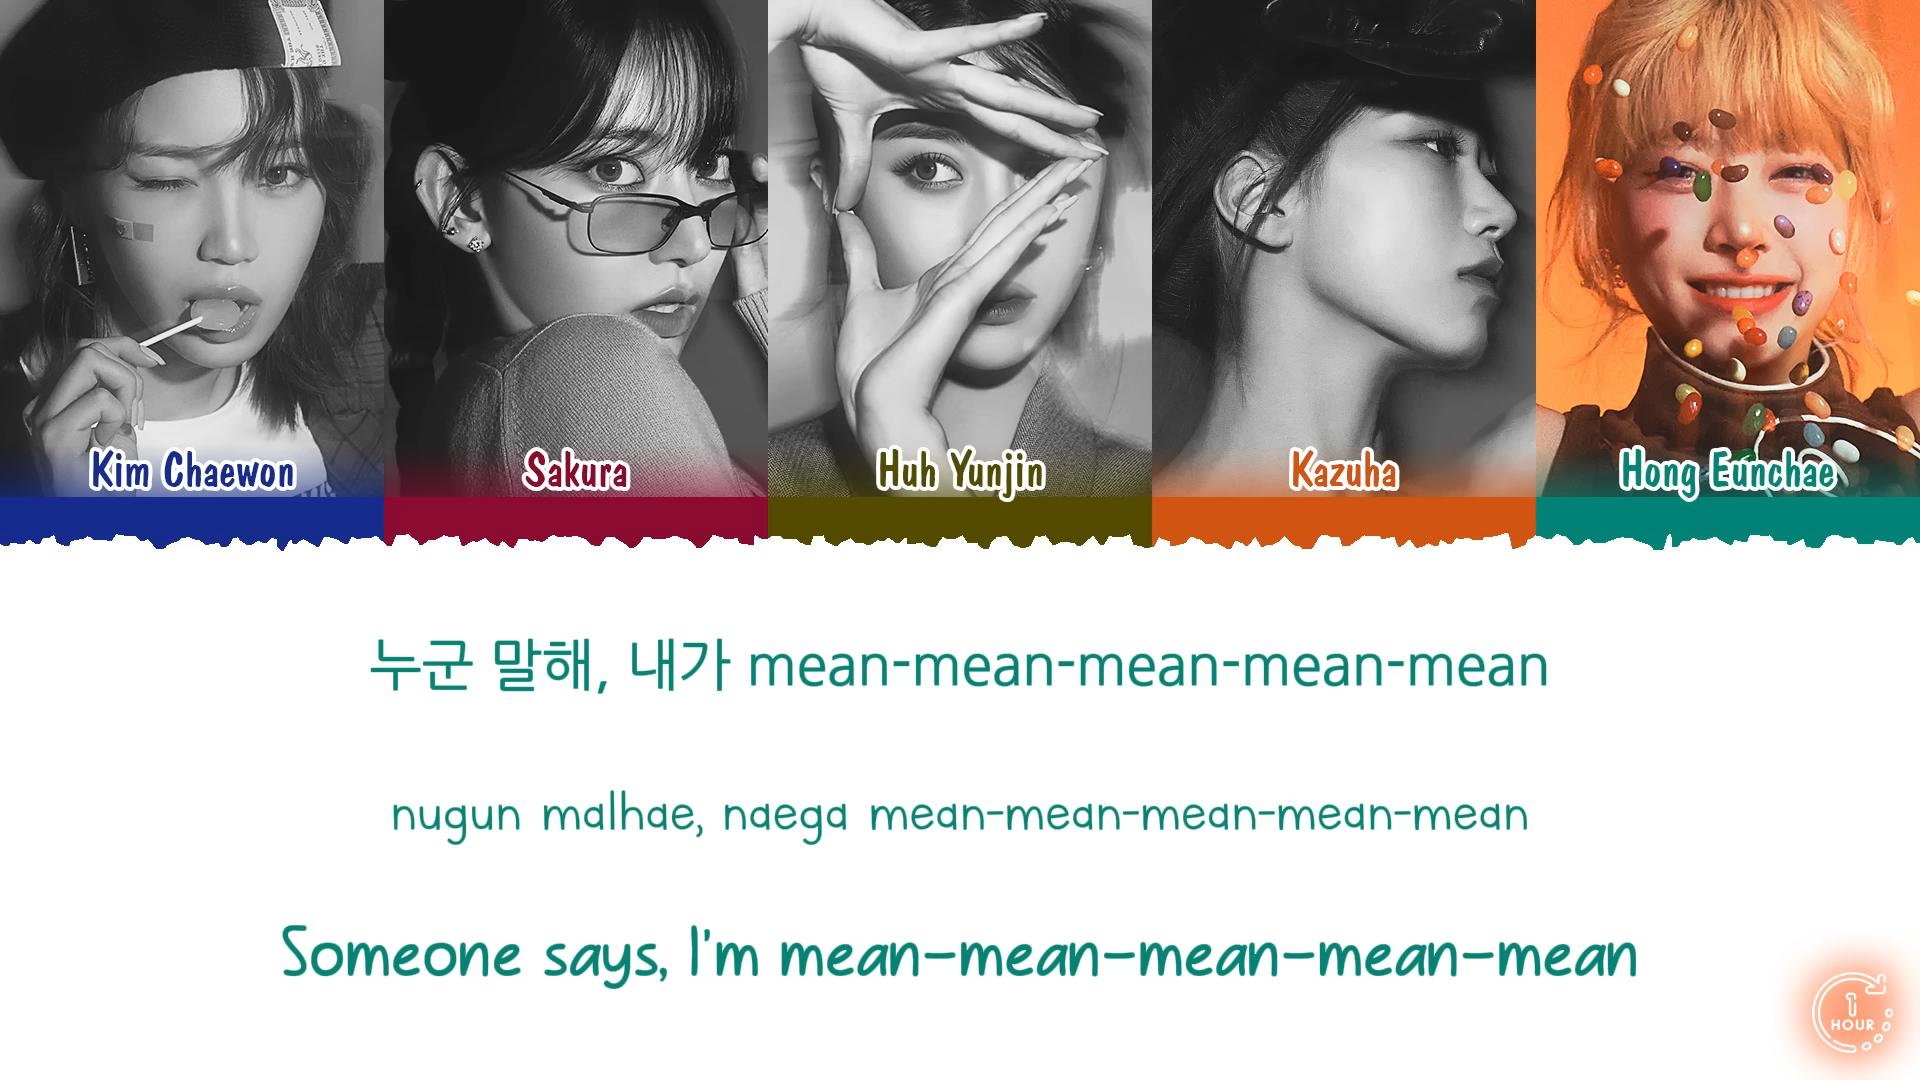 Kim Chaewon
Sakura
Huh Yunjin
Kazuha
Hong Eunchae
누군 말해, 내가 mean-mean-mean-mean-mean
nugun malhae, naega mean-mean-mean-mean-mean
Someone says, I'm mean-mean-mean-mean-mean
1
HOUR